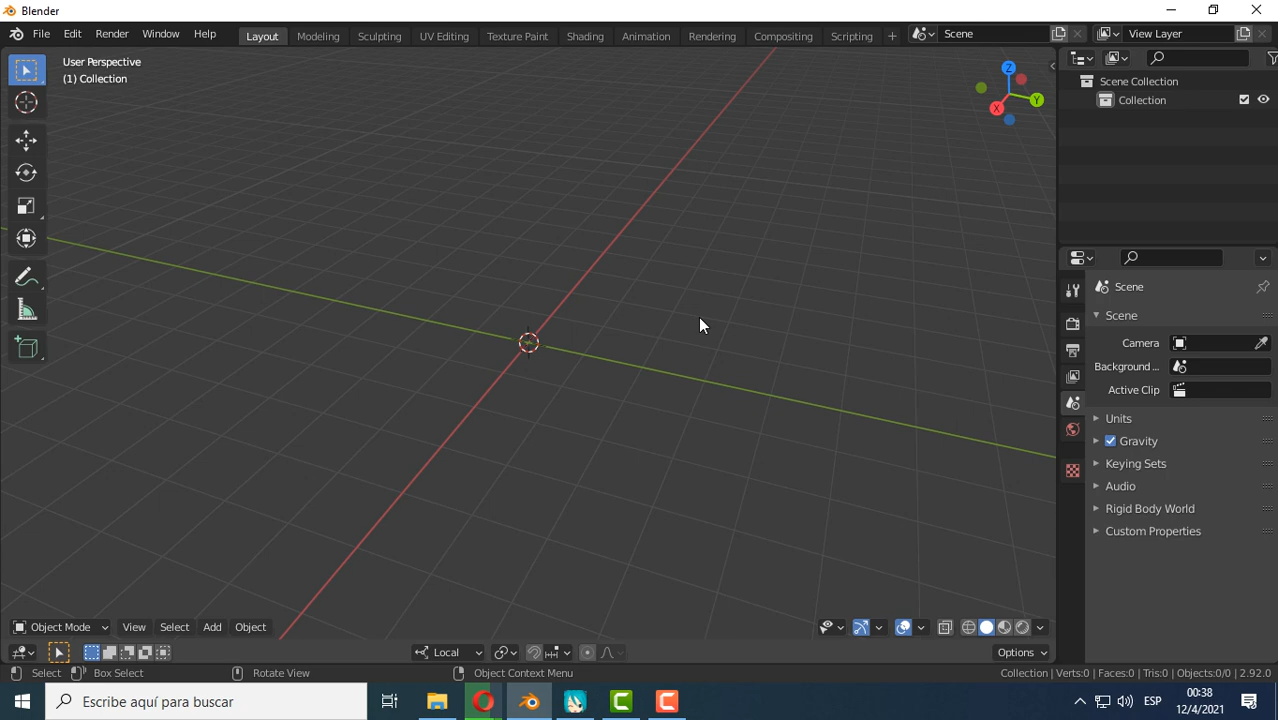 Blender
File Edit Render Window Help Layout Modeling Sculpting UV Editing Texture Paint Shading Animation Rendering Compositing Scripting + Scene View Layer
User Perspective
(1) Collection
Z
Y
X
Scene Collection
Collection
Scene
Scene
Camera
Background ...
Active Clip
Units
Gravity
Keying Sets
Audio
Rigid Body World
Custom Properties
Object Mode View Select Add Object
Local Options
Select Box Select Rotate View Object Context Menu Collection | Verts:0 | Faces:0 | Tris:0 | Objects:0/0 | 2.92.0
Escribe aquí para buscar
ESP
00:38
12/4/2021